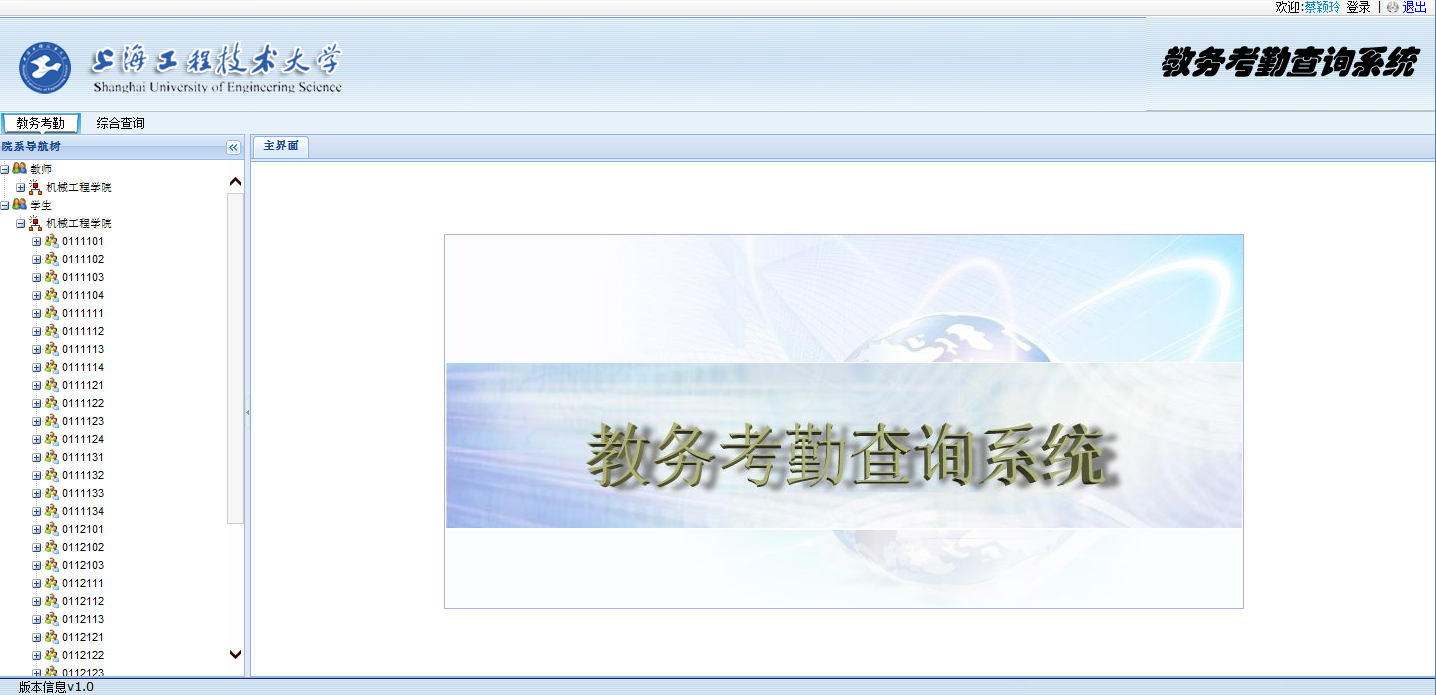 欢迎:蔡颖玲 登录 | 退出
上海工程技术大学
Shanghai University of Engineering Science
教务考勤查询系统
教务考勤 综合查询
院系导航树
主界面
教师
机械工程学院
学生
机械工程学院
0111101
0111102
0111103
0111104
0111111
0111112
0111113
0111114
0111121
0111122
0111123
0111124
0111131
0111132
0111133
0111134
0112101
0112102
0112103
0112111
0112112
0112113
0112121
0112122
0112123
教务考勤查询系统
版本信息v1.0